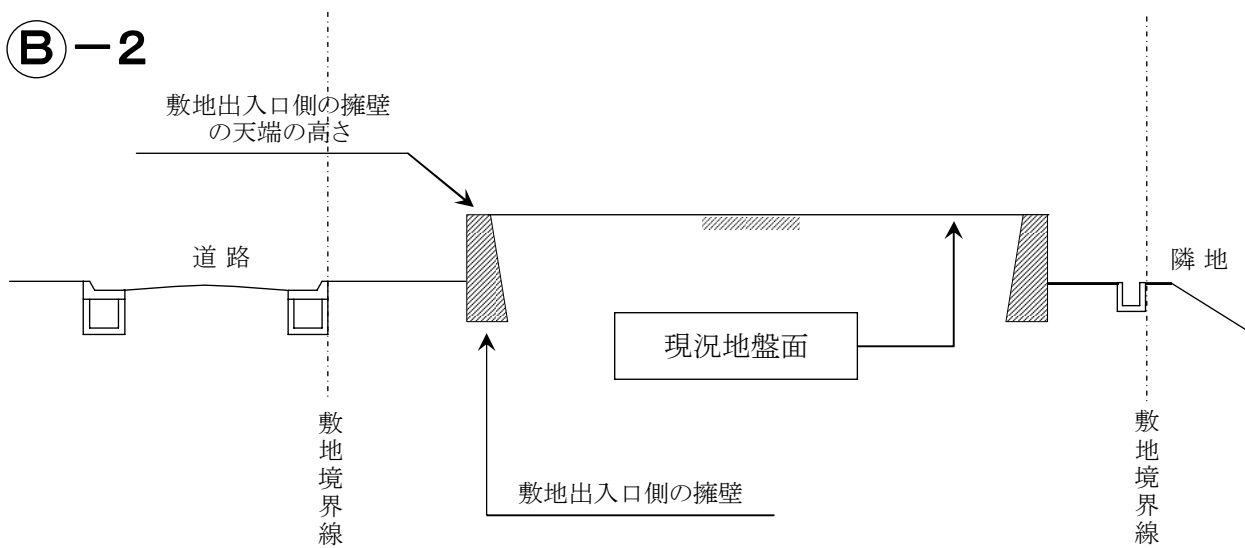 Ⓑ－2
敷地出入口側の擁壁
の天端の高さ
道 路
隣 地
現況地盤面
敷地境界線
敷地境界線
敷地出入口側の擁壁